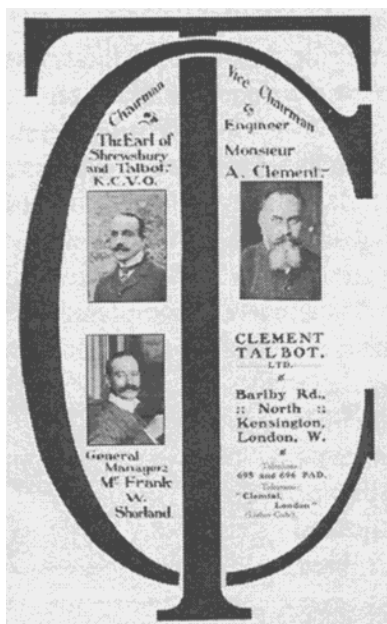 Chairman
The Earl of
Shrewsbury
and Talbot,
K.C.V.O.
General
Manager:
Mr Frank
W.
Shorland.
Vice Chairman
&
Engineer
Monsieur
A. Clement,
CLEMENT
TALBOT,
LTD.
Barlby Rd.,
:: North ::
Kensington,
London, W.
Telephone
695 and 696 PAD.
Telegrams:
"Clemtal,
London"